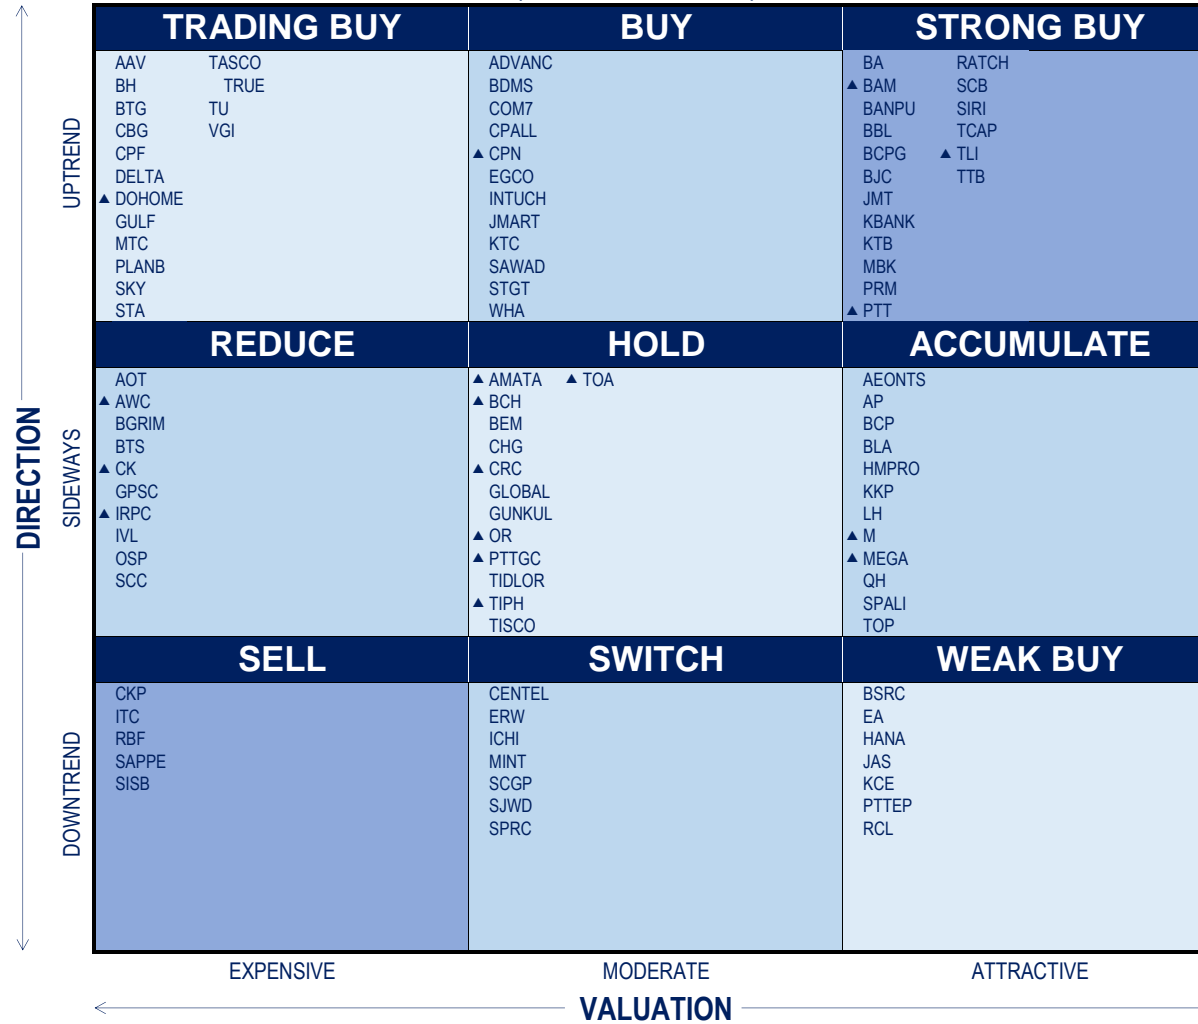 TRADING BUY BUY STRONG BUY
AAV TASCO ADVANC BA RATCH
BH TRUE BDMS ▲ BAM SCB
BTG TU COM7 BANPU SIRI
CBG VGI CPALL BBL TCAP
CPF ▲ CPN BCPG ▲ TLI
DELTA EGCO BJC TTB
▲ DOHOME INTUCH JMT
GULF JMART KBANK
MTC KTC KTB
PLANB SAWAD MBK
SKY STGT PRM
STA WHA ▲ PTT
UPTREND
REDUCE HOLD ACCUMULATE
AOT ▲ AMATA ▲ TOA AEONTS
▲ AWC ▲ BCH AP
BGRIM BEM BCP
BTS CHG BLA
▲ CK ▲ CRC HMPRO
GPSC GLOBAL KKP
▲ IRPC GUNKUL LH
IVL ▲ OR ▲ M
OSP ▲ PTTGC ▲ MEGA
SCC TIDLOR QH
▲ TIPH SPALI
TISCO TOP
DIRECTION
SIDEWAYS
SELL SWITCH WEAK BUY
CKP CENTEL BSRC
ITC ERW EA
RBF ICHI HANA
SAPPE MINT JAS
SISB SCGP KCE
SJWD PTTEP
SPRC RCL
DOWNTREND
EXPENSIVE MODERATE ATTRACTIVE
VALUATION